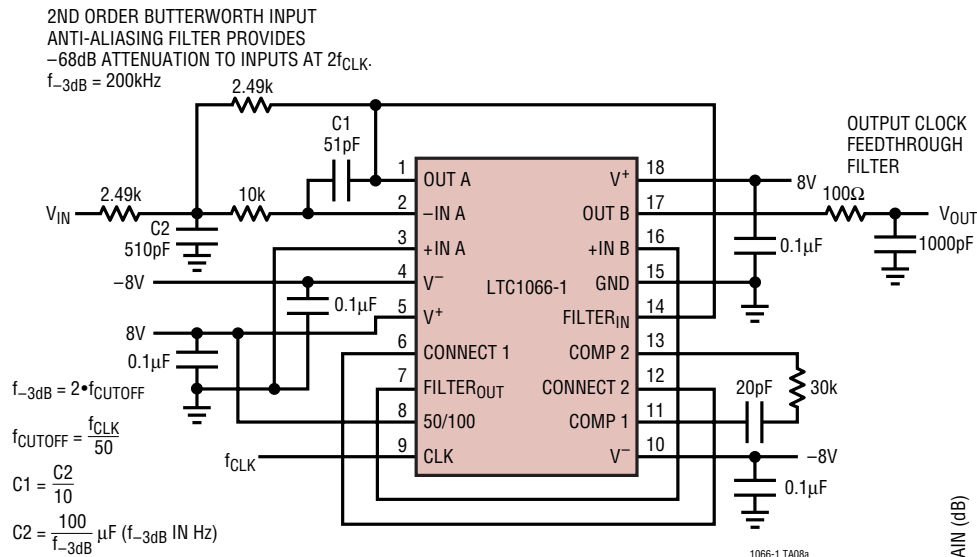 2ND ORDER BUTTERWORTH INPUT
ANTI-ALIASING FILTER PROVIDES
–68dB ATTENUATION TO INPUTS AT 2fCLK.
f–3dB = 200kHz
2.49k
C1
51pF
OUTPUT CLOCK
FEEDTHROUGH
FILTER
VIN
2.49k
10k
C2
510pF
–8V
0.1µF
8V
0.1µF
1 OUT A
2 –IN A
3 +IN A
4 V–
5 V+
6 CONNECT 1
7 FILTEROUT
8 50/100
9 CLK
fCLK
LTC1066-1
V+ 18
OUT B 17
+IN B 16
GND 15
FILTERIN 14
COMP 2 13
CONNECT 2 12
COMP 1 11
V– 10
8V
100Ω
VOUT
0.1µF
1000pF
20pF
30k
–8V
0.1µF
f–3dB = 2•fCUTOFF
fCUTOFF = fCLK/50
C1 = C2/10
C2 = 100/f–3dB µF (f–3dB IN Hz)
1066-1 TA08a
AIN (dB)